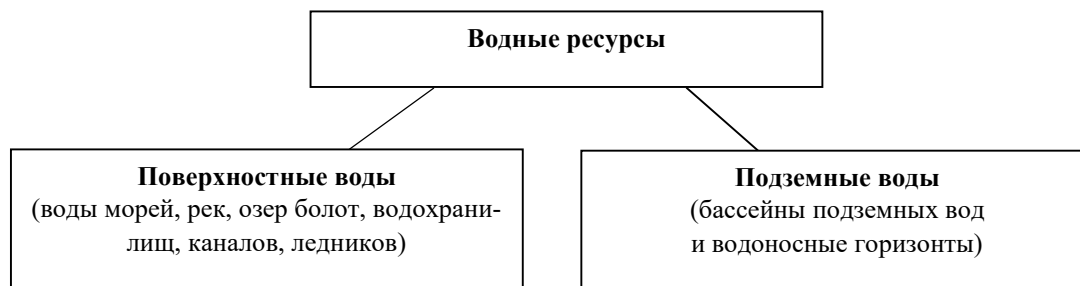 Водные ресурсы
Поверхностные воды
(воды морей, рек, озер болот, водохрани-
лищ, каналов, ледников)
Подземные воды
(бассейны подземных вод
и водоносные горизонты)